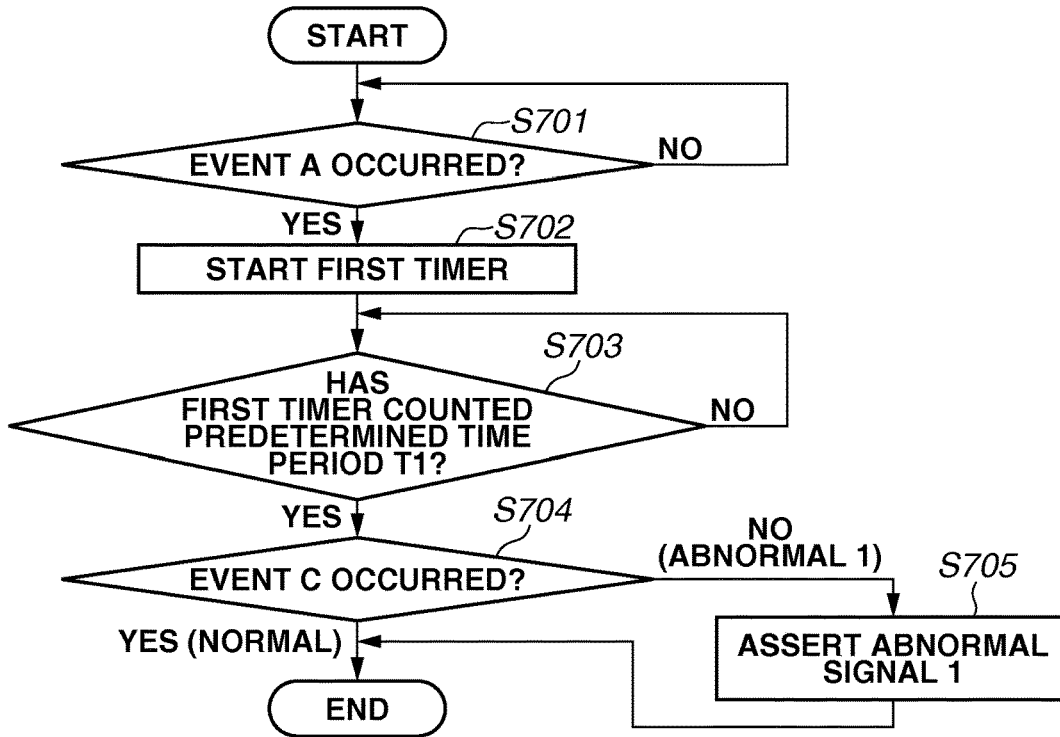 START
S701
EVENT A OCCURRED?
NO
YES
S702
START FIRST TIMER
S703
HAS
FIRST TIMER COUNTED
PREDETERMINED TIME
PERIOD T1?
NO
YES
S704
EVENT C OCCURRED?
NO
(ABNORMAL 1)
S705
YES (NORMAL)
ASSERT ABNORMAL
SIGNAL 1
END